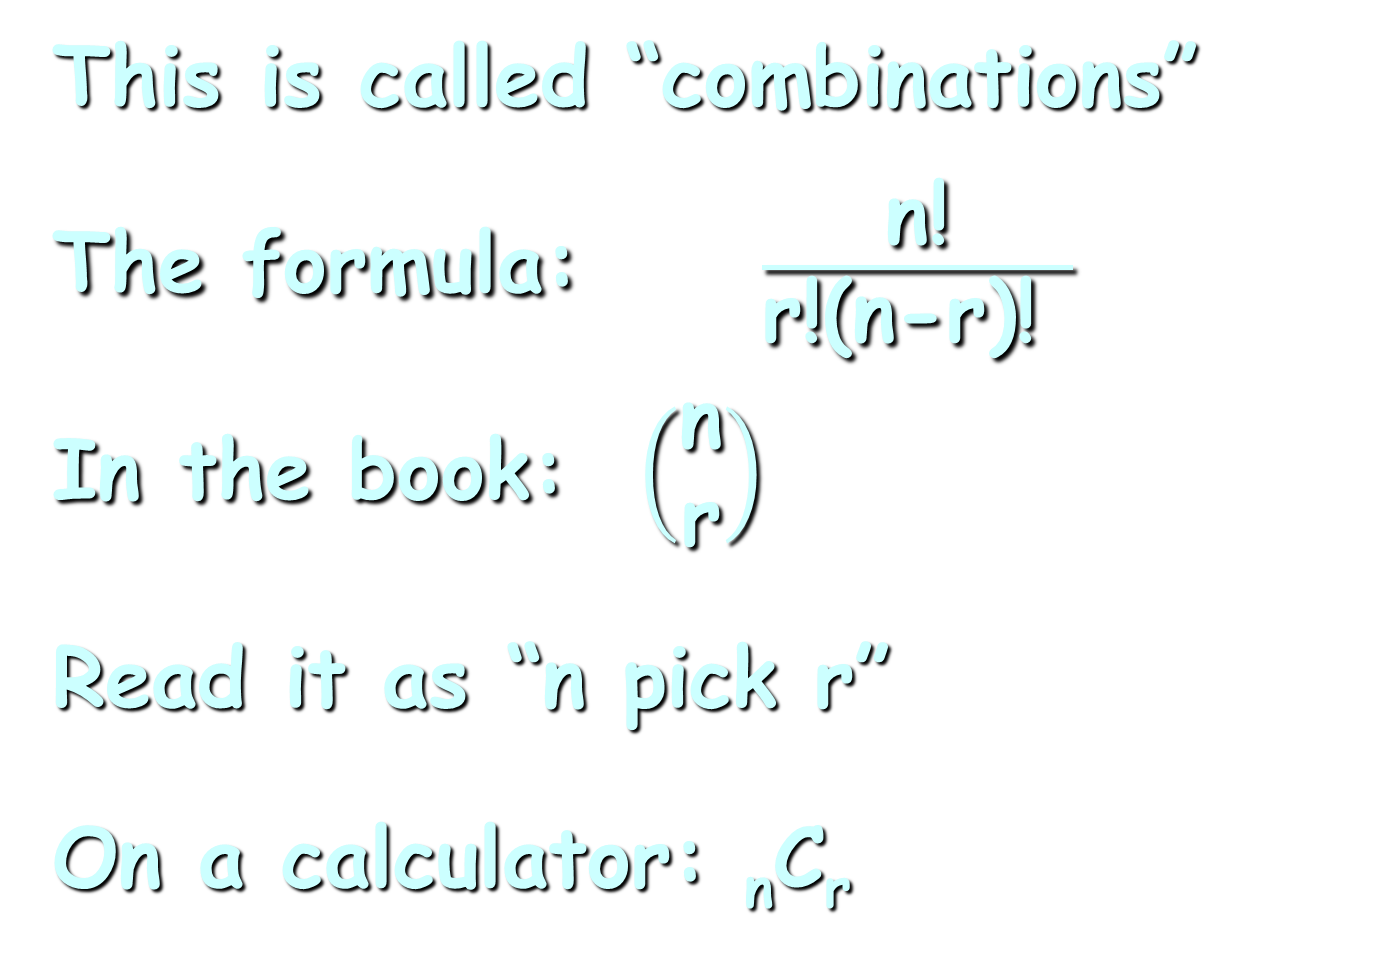 This is called “combinations”
The formula: n!
r!(n-r)!
In the book: (n
r)
Read it as “n pick r”
On a calculator: nCr